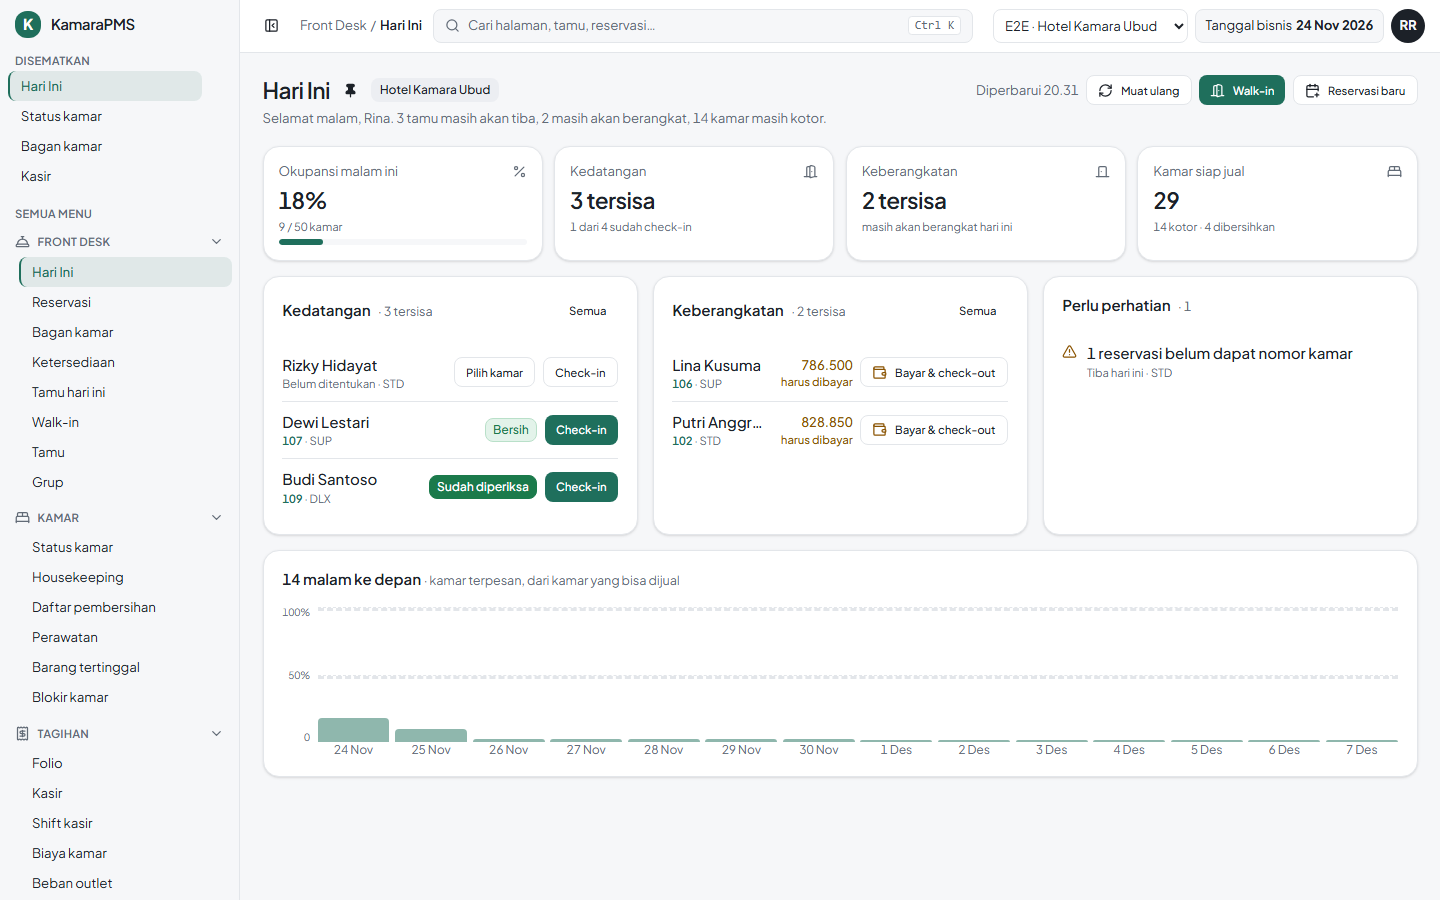 K KamaraPMS
DISEMATKAN
Hari Ini
Status kamar
Bagan kamar
Kasir
SEMUA MENU
FRONT DESK
Hari Ini
Reservasi
Bagan kamar
Ketersediaan
Tamu hari ini
Walk-in
Tamu
Grup
KAMAR
Status kamar
Housekeeping
Daftar pembersihan
Perawatan
Barang tertinggal
Blokir kamar
TAGIHAN
Folio
Kasir
Shift kasir
Biaya kamar
Beban outlet
Front Desk / Hari Ini
Cari halaman, tamu, reservasi... Ctrl K
E2E · Hotel Kamara Ubud
Tanggal bisnis 24 Nov 2026
RR
Hari Ini
Hotel Kamara Ubud
Diperbarui 20.31
Muat ulang
Walk-in
Reservasi baru
Selamat malam, Rina. 3 tamu masih akan tiba, 2 masih akan berangkat, 14 kamar masih kotor.
Okupansi malam ini
18%
9 / 50 kamar
Kedatangan
3 tersisa
1 dari 4 sudah check-in
Keberangkatan
2 tersisa
masih akan berangkat hari ini
Kamar siap jual
29
14 kotor · 4 dibersihkan
Kedatangan · 3 tersisa
Semua
Rizky Hidayat
Belum ditentukan · STD
Pilih kamar
Check-in
Dewi Lestari
107 · SUP
Bersih
Check-in
Budi Santoso
109 · DLX
Sudah diperiksa
Check-in
Keberangkatan · 2 tersisa
Semua
Lina Kusuma
106 · SUP
786.500
harus dibayar
Bayar & check-out
Putri Anggr...
102 · STD
828.850
harus dibayar
Bayar & check-out
Perlu perhatian · 1
1 reservasi belum dapat nomor kamar
Tiba hari ini · STD
14 malam ke depan · kamar terpesan, dari kamar yang bisa dijual
100%
50%
0
24 Nov 25 Nov 26 Nov 27 Nov 28 Nov 29 Nov 30 Nov 1 Des 2 Des 3 Des 4 Des 5 Des 6 Des 7 Des